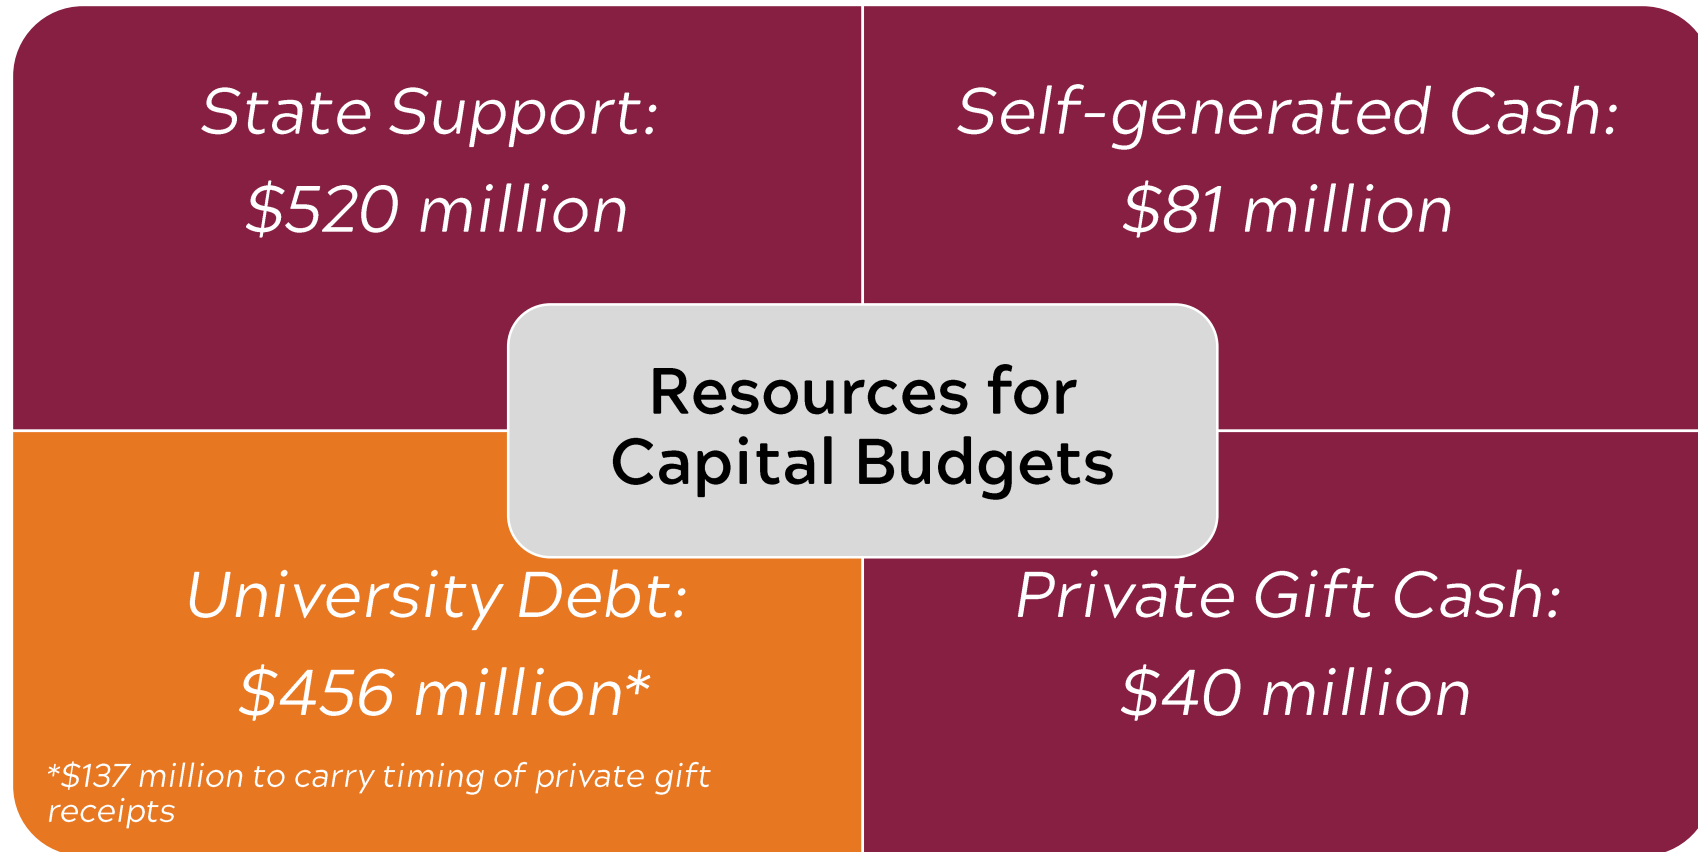 State Support:
$520 million
Self-generated Cash:
$81 million
Resources for
Capital Budgets
University Debt:
$456 million*
*$137 million to carry timing of private gift
receipts
Private Gift Cash:
$40 million